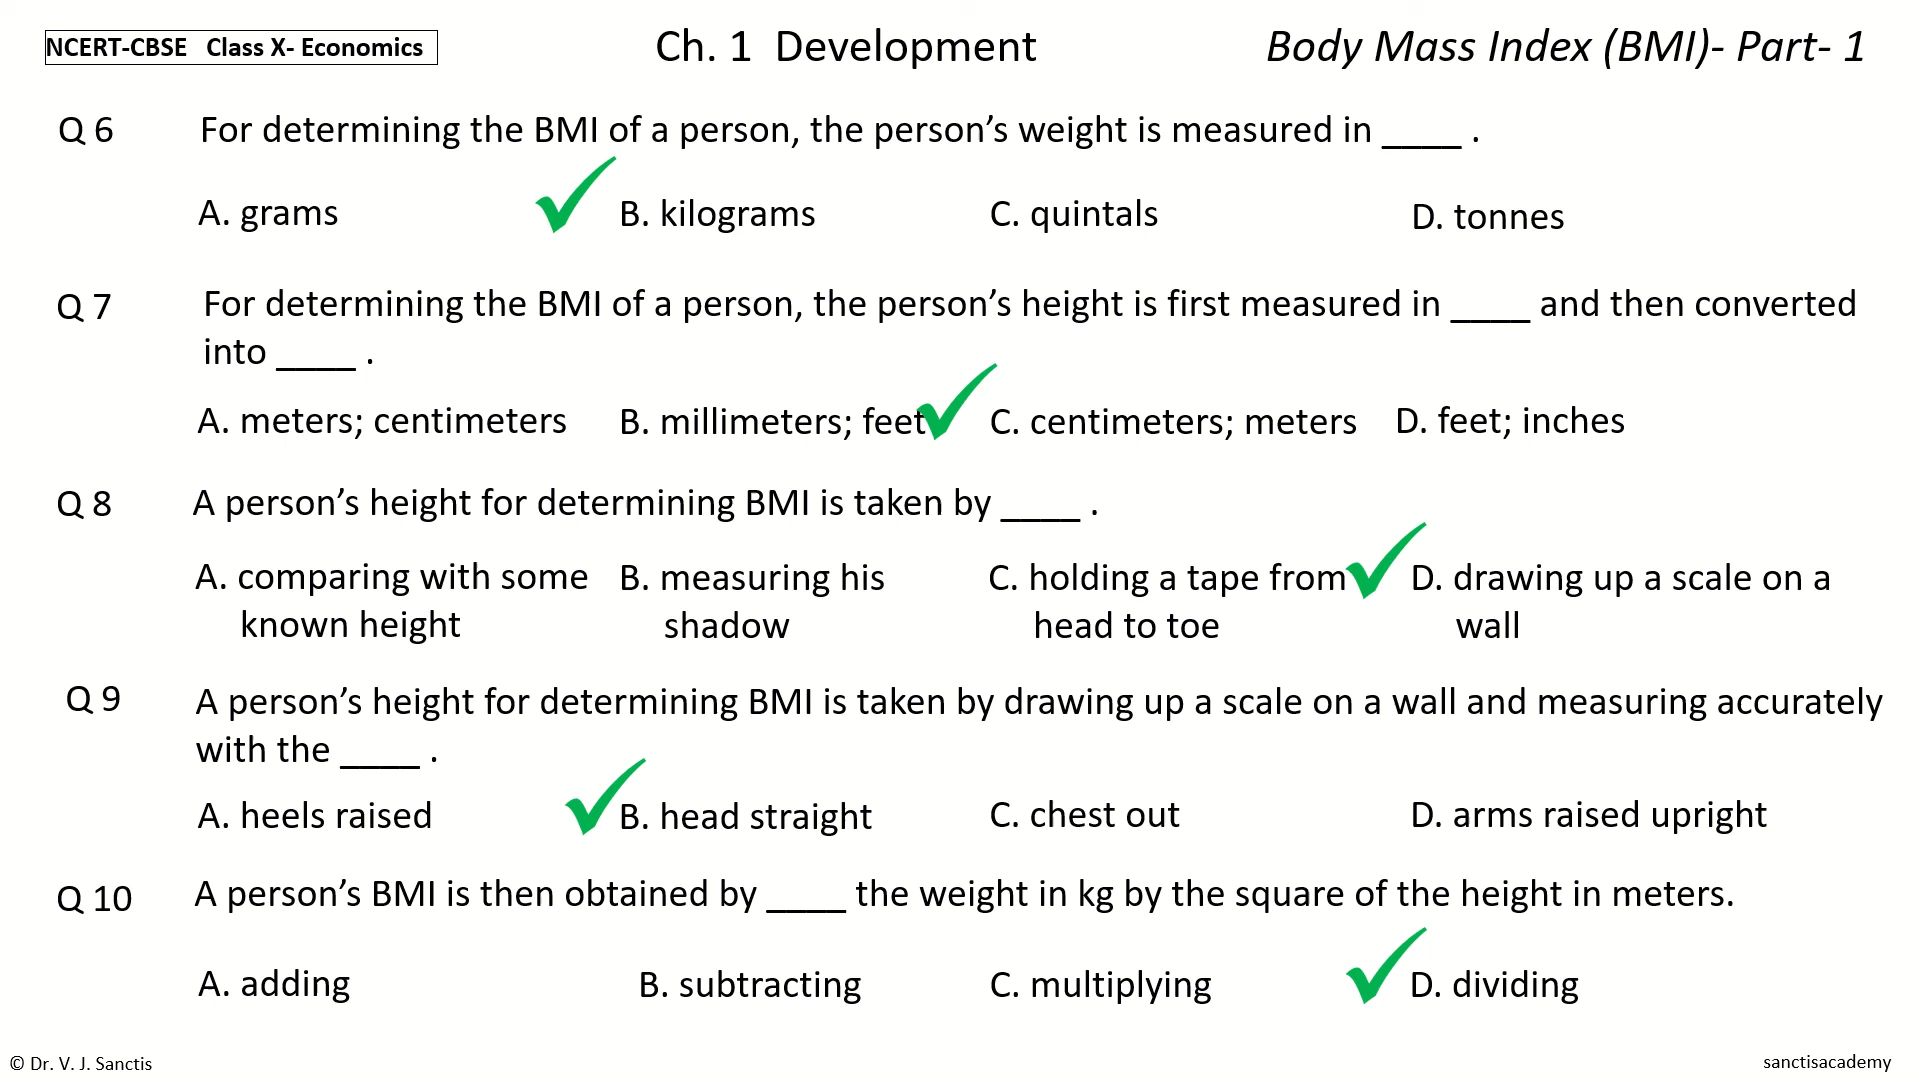 NCERT-CBSE Class X- Economics
Ch. 1 Development
Body Mass Index (BMI)- Part- 1
Q 6 For determining the BMI of a person, the person’s weight is measured in ____ .
A. grams B. kilograms C. quintals D. tonnes
Q 7 For determining the BMI of a person, the person’s height is first measured in ____ and then converted
into ____ .
A. meters; centimeters B. millimeters; feet C. centimeters; meters D. feet; inches
Q 8 A person’s height for determining BMI is taken by ____ .
A. comparing with some B. measuring his C. holding a tape from D. drawing up a scale on a
known height shadow head to toe wall
Q 9 A person’s height for determining BMI is taken by drawing up a scale on a wall and measuring accurately
with the ____ .
A. heels raised B. head straight C. chest out D. arms raised upright
Q 10 A person’s BMI is then obtained by ____ the weight in kg by the square of the height in meters.
A. adding B. subtracting C. multiplying D. dividing
© Dr. V. J. Sanctis sanctisacademy